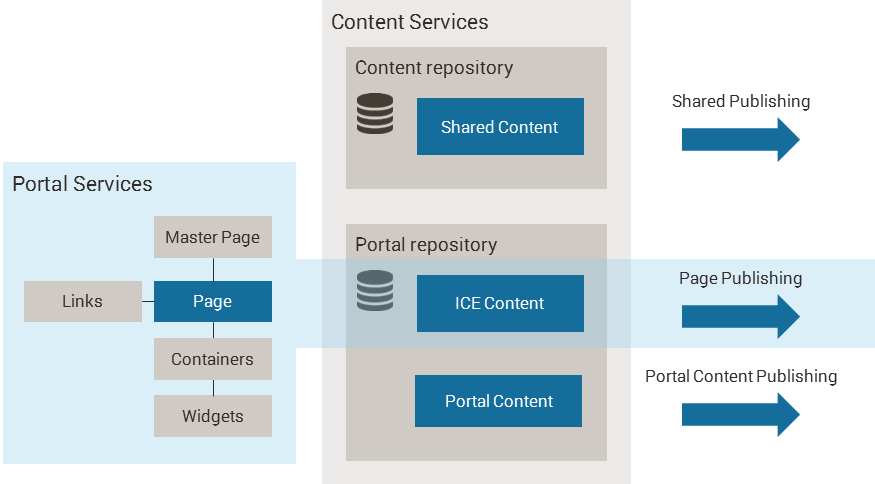 Content Services
Content repository
Shared Content
Shared Publishing
Portal Services
Master Page
Links
Page
Containers
Widgets
Portal repository
ICE Content
Page Publishing
Portal Content
Portal Content Publishing